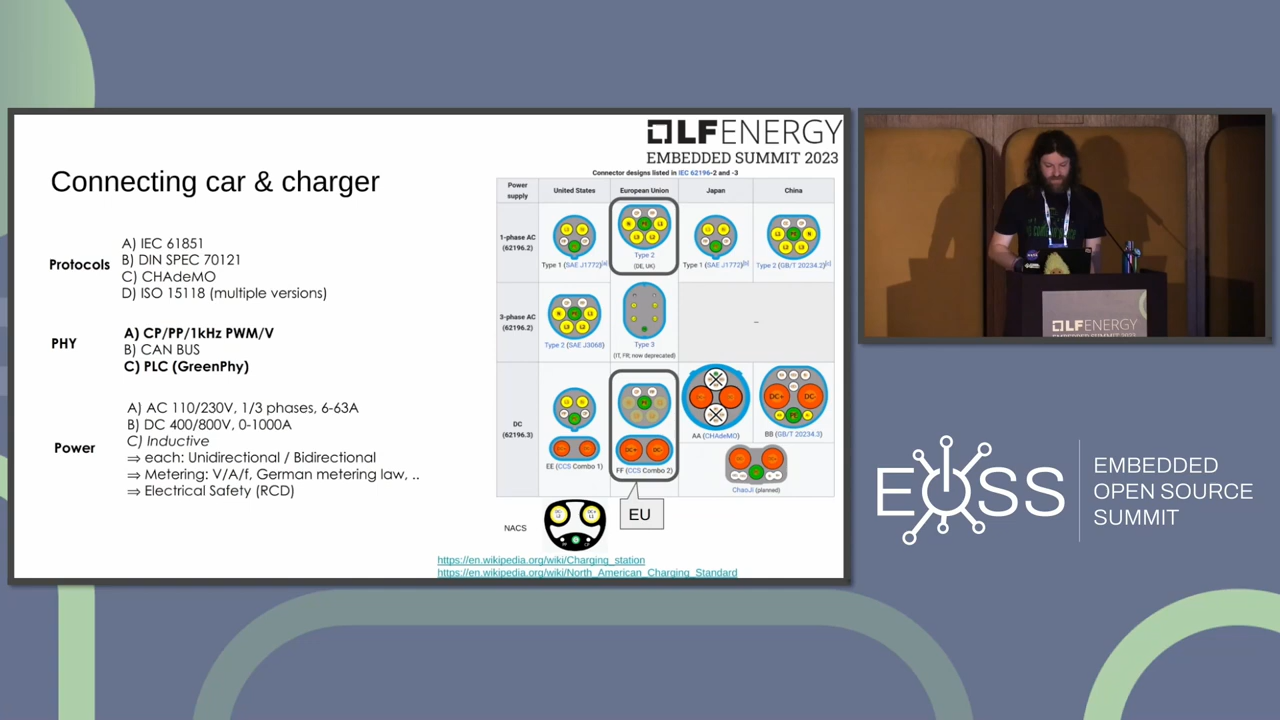 LFENERGY
EMBEDDED SUMMIT 2023
Connecting car & charger
Protocols
A) IEC 61851
B) DIN SPEC 70121
C) CHAdeMO
D) ISO 15118 (multiple versions)
PHY
A) CP/PP/1kHz PWM/V
B) CAN BUS
C) PLC (GreenPhy)
Power
A) AC 110/230V, 1/3 phases, 6-63A
B) DC 400/800V, 0-1000A
C) Inductive
⇒ each: Unidirectional / Bidirectional
⇒ Metering: V/A/f, German metering law, ..
⇒ Electrical Safety (RCD)
Connector designs listed in IEC 62196-2 and -3
Power supply
United States
European Union
Japan
China
1-phase AC
(62196.2)
Type 1 (SAE J1772)[a]
Type 2
(DE, UK)
Type 1 (SAE J1772)[b]
Type 2 (GB/T 20234.2)[c]
3-phase AC
(62196.2)
Type 2 (SAE J3068)
Type 3
(IT, FR; now deprecated)
–
DC
(62196.3)
EE (CCS Combo 1)
DC+
DC-
FF (CCS Combo 2)
AA (CHAdeMO)
DC+
DC-
BB (GB/T 20234.3)
ChaoJi (planned)
EU
NACS
https://en.wikipedia.org/wiki/Charging_station
https://en.wikipedia.org/wiki/North_American_Charging_Standard
LFENERGY
EOSS
EMBEDDED
OPEN SOURCE
SUMMIT